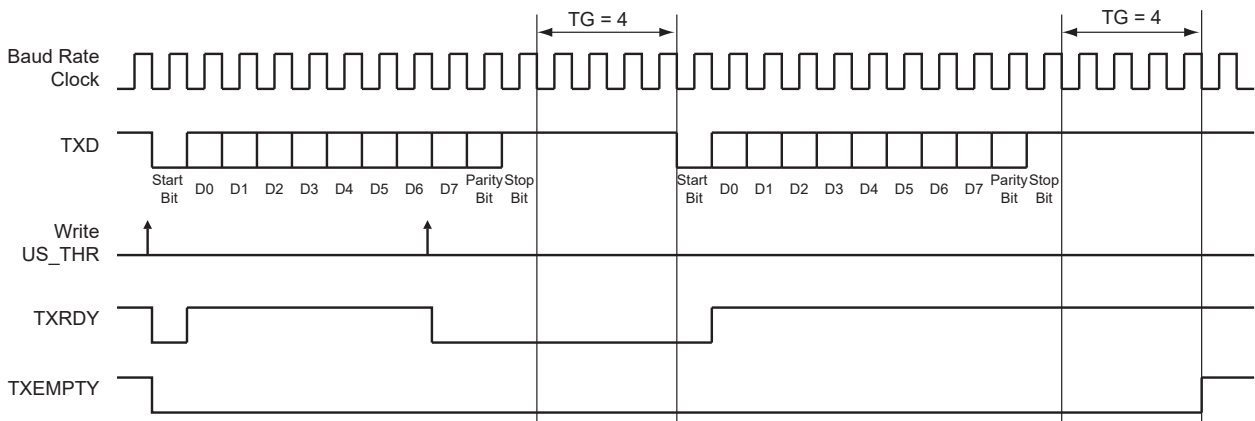 TG = 4
TG = 4
Baud Rate
Clock
TXD
Start
Bit
D0
D1
D2
D3
D4
D5
D6
D7
Parity
Bit
Stop
Bit
Start
Bit
D0
D1
D2
D3
D4
D5
D6
D7
Parity
Bit
Stop
Bit
Write
US_THR
TXRDY
TXEMPTY